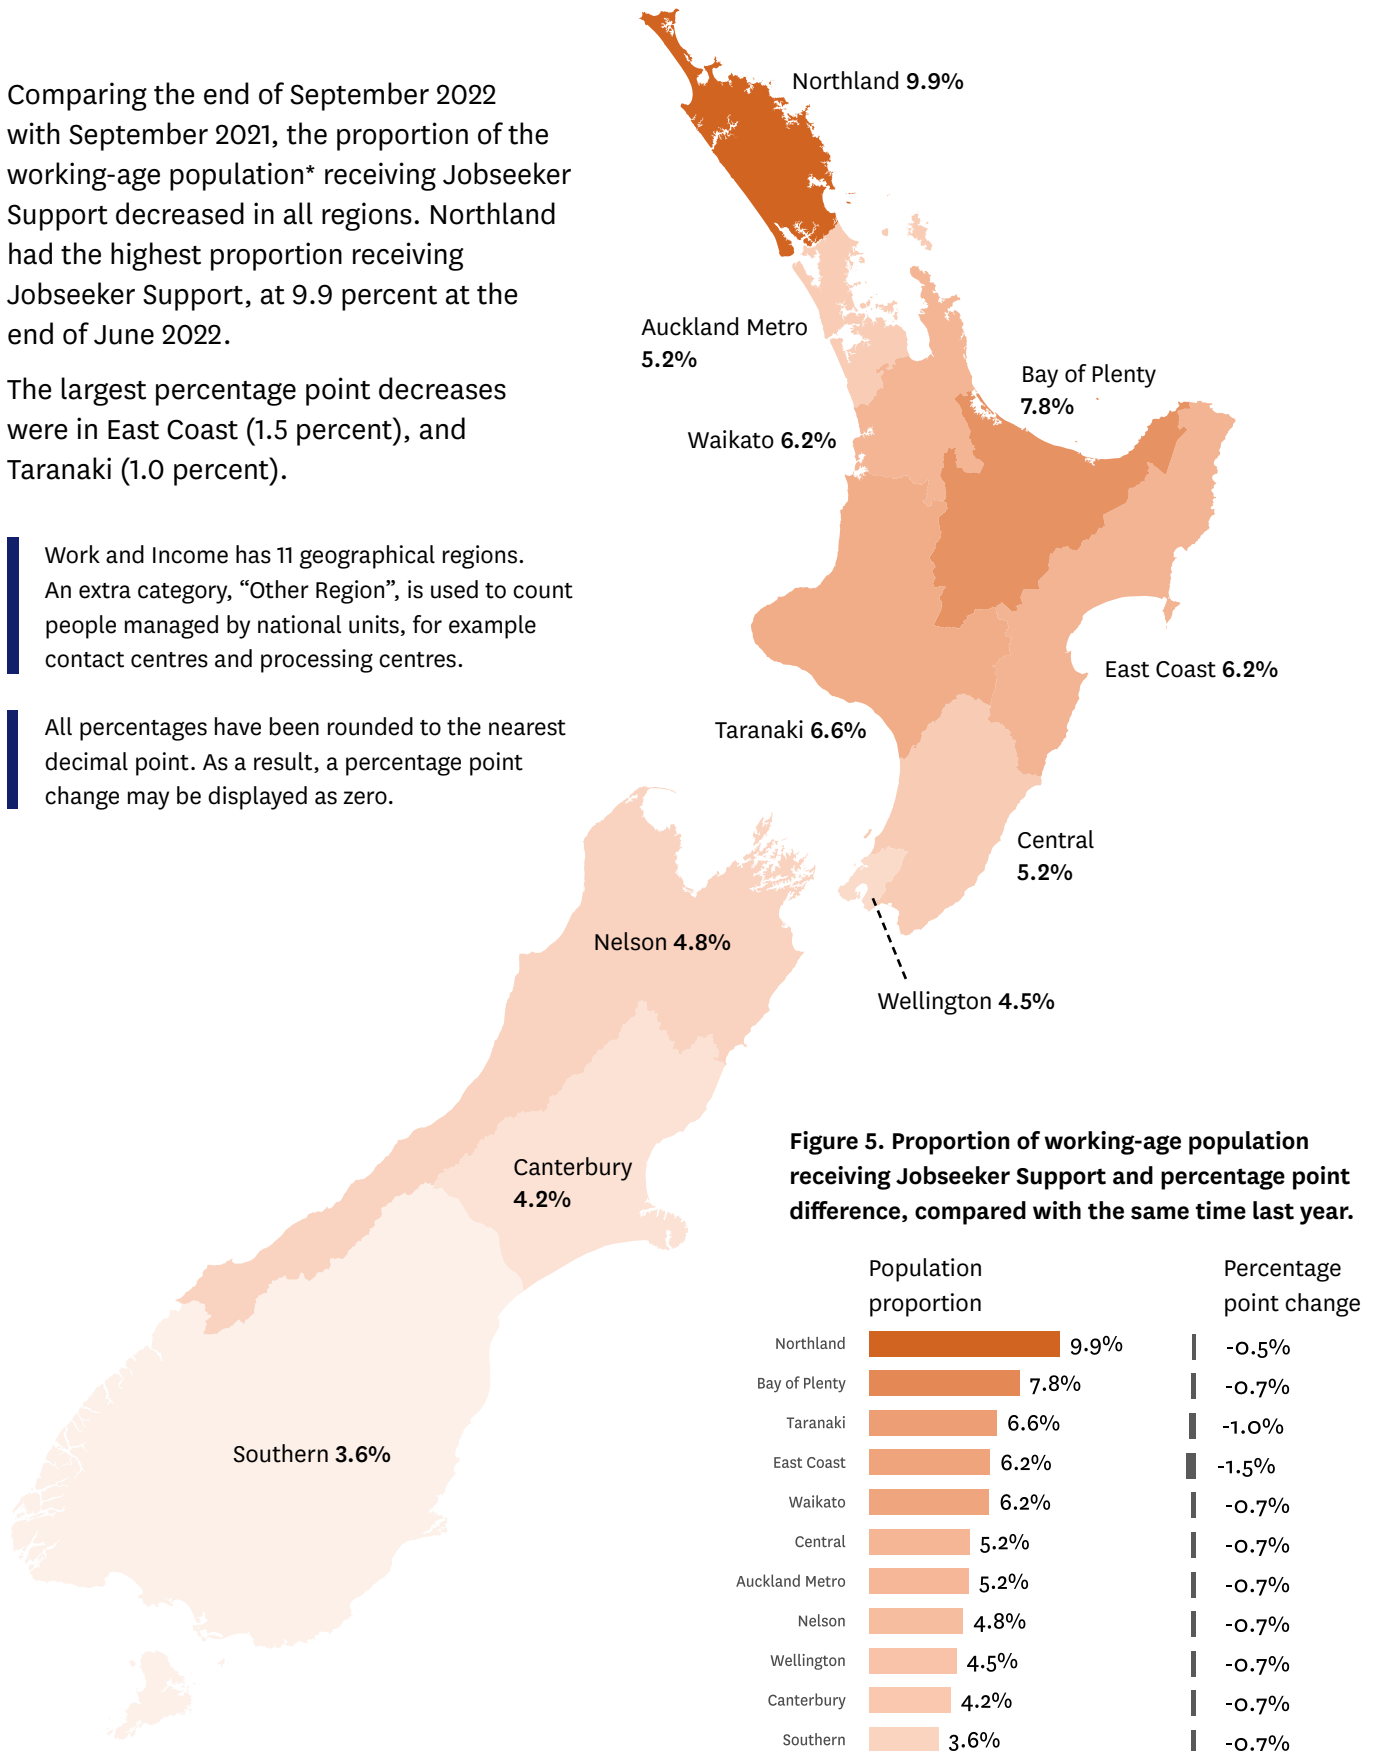 Comparing the end of September 2022
with September 2021, the proportion of the
working-age population* receiving Jobseeker
Support decreased in all regions. Northland
had the highest proportion receiving
Jobseeker Support, at 9.9 percent at the
end of June 2022.
The largest percentage point decreases
were in East Coast (1.5 percent), and
Taranaki (1.0 percent).
Work and Income has 11 geographical regions.
An extra category, “Other Region”, is used to count
people managed by national units, for example
contact centres and processing centres.
All percentages have been rounded to the nearest
decimal point. As a result, a percentage point
change may be displayed as zero.
Northland 9.9%
Auckland Metro
5.2%
Bay of Plenty
7.8%
Waikato 6.2%
East Coast 6.2%
Taranaki 6.6%
Central
5.2%
Nelson 4.8%
Wellington 4.5%
Canterbury
4.2%
Southern 3.6%
Figure 5. Proportion of working-age population
receiving Jobseeker Support and percentage point
difference, compared with the same time last year.
Population
proportion
Percentage
point change
Northland 9.9% -0.5%
Bay of Plenty 7.8% -0.7%
Taranaki 6.6% -1.0%
East Coast 6.2% -1.5%
Waikato 6.2% -0.7%
Central 5.2% -0.7%
Auckland Metro 5.2% -0.7%
Nelson 4.8% -0.7%
Wellington 4.5% -0.7%
Canterbury 4.2% -0.7%
Southern 3.6% -0.7%